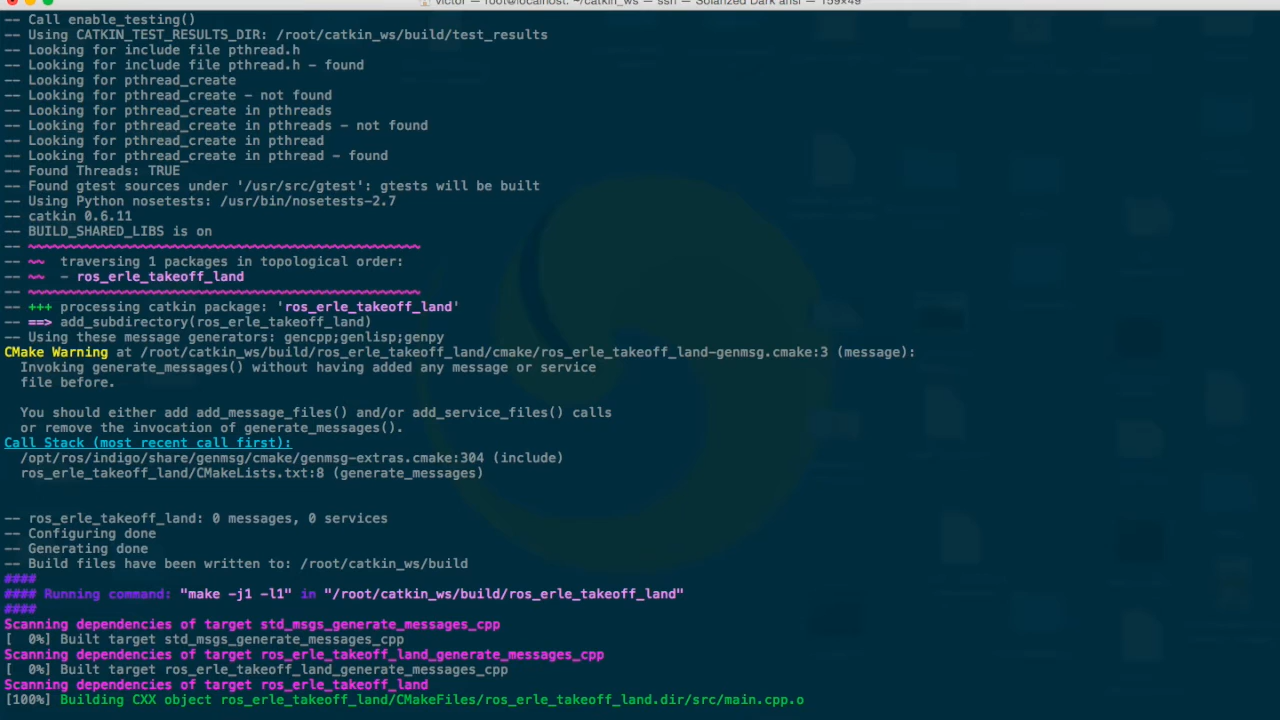 victor — root@localhost: ~/catkin_ws — ssh — Solarized Dark ansi — 159×49
-- Call enable_testing()
-- Using CATKIN_TEST_RESULTS_DIR: /root/catkin_ws/build/test_results
-- Looking for include file pthread.h
-- Looking for include file pthread.h - found
-- Looking for pthread_create
-- Looking for pthread_create - not found
-- Looking for pthread_create in pthreads
-- Looking for pthread_create in pthreads - not found
-- Looking for pthread_create in pthread
-- Looking for pthread_create in pthread - found
-- Found Threads: TRUE
-- Found gtest sources under '/usr/src/gtest': gtests will be built
-- Using Python nosetests: /usr/bin/nosetests-2.7
-- catkin 0.6.11
-- BUILD_SHARED_LIBS is on
-- ~~~~~~~~~~~~~~~~~~~~~~~~~~~~~~~~~~~~~~~~~~~~~~~~~
-- ~~  traversing 1 packages in topological order:
-- ~~  - ros_erle_takeoff_land
-- ~~~~~~~~~~~~~~~~~~~~~~~~~~~~~~~~~~~~~~~~~~~~~~~~~
-- +++ processing catkin package: 'ros_erle_takeoff_land'
-- ==> add_subdirectory(ros_erle_takeoff_land)
-- Using these message generators: gencpp;genlisp;genpy
CMake Warning at /root/catkin_ws/build/ros_erle_takeoff_land/cmake/ros_erle_takeoff_land-genmsg.cmake:3 (message):
  Invoking generate_messages() without having added any message or service
  file before.
  You should either add add_message_files() and/or add_service_files() calls
  or remove the invocation of generate_messages().
Call Stack (most recent call first):
  /opt/ros/indigo/share/genmsg/cmake/genmsg-extras.cmake:304 (include)
  ros_erle_takeoff_land/CMakeLists.txt:8 (generate_messages)
-- ros_erle_takeoff_land: 0 messages, 0 services
-- Configuring done
-- Generating done
-- Build files have been written to: /root/catkin_ws/build
####
#### Running command: "make -j1 -l1" in "/root/catkin_ws/build/ros_erle_takeoff_land"
####
Scanning dependencies of target std_msgs_generate_messages_cpp
[  0%] Built target std_msgs_generate_messages_cpp
Scanning dependencies of target ros_erle_takeoff_land_generate_messages_cpp
[  0%] Built target ros_erle_takeoff_land_generate_messages_cpp
Scanning dependencies of target ros_erle_takeoff_land
[100%] Building CXX object ros_erle_takeoff_land/CMakeFiles/ros_erle_takeoff_land.dir/src/main.cpp.o